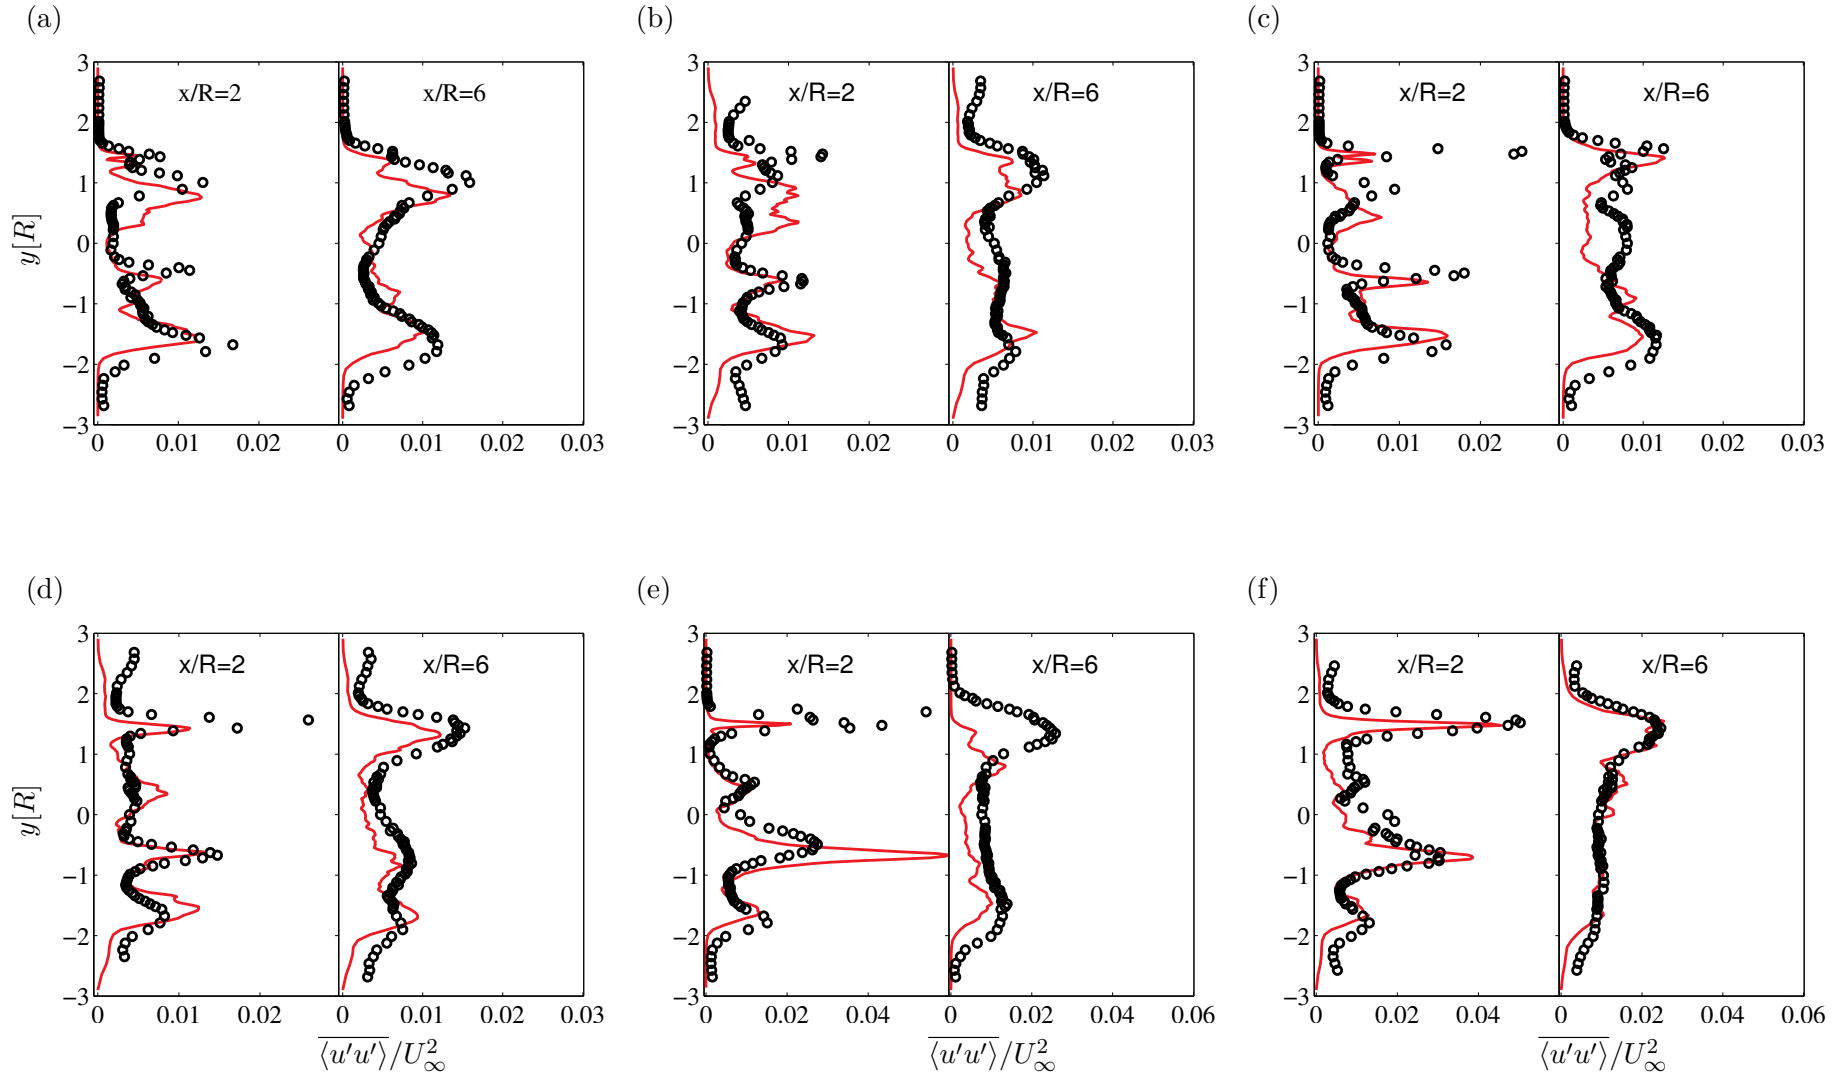 (a) (b) (c)
3 3 3
x/R=2 x/R=6 x/R=2 x/R=6 x/R=2 x/R=6
2 2 2
1 1 1
y[R] 0 0 0
−1 −1 −1
−2 −2 −2
−3 −3 −3
0 0.01 0.02 0 0.01 0.02 0.03 0 0.01 0.02 0 0.01 0.02 0.03 0 0.01 0.02 0 0.01 0.02 0.03
(d) (e) (f)
3 3 3
x/R=2 x/R=6 x/R=2 x/R=6 x/R=2 x/R=6
2 2 2
1 1 1
y[R] 0 0 0
−1 −1 −1
−2 −2 −2
−3 −3 −3
0 0.01 0.02 0 0.01 0.02 0.03 0 0.02 0.04 0 0.02 0.04 0.06 0 0.02 0.04 0 0.02 0.04 0.06
⟨u′u′⟩/U∞² ⟨u′u′⟩/U∞² ⟨u′u′⟩/U∞²